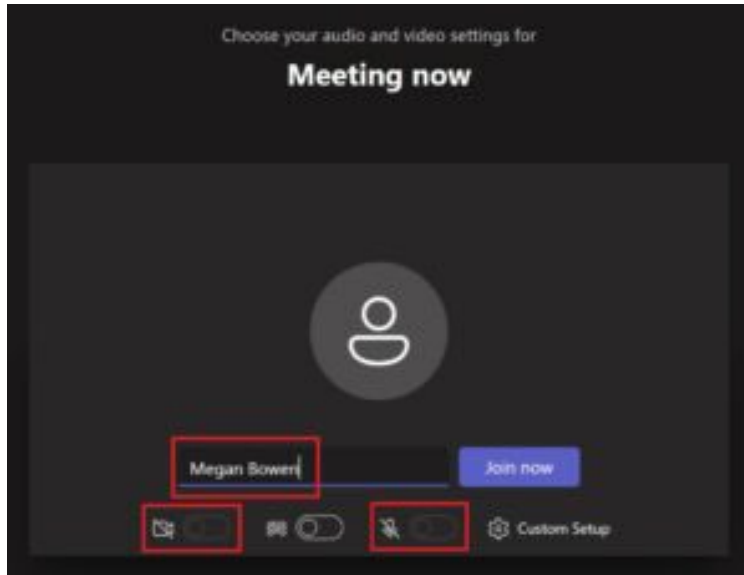 Choose your audio and video settings for
Meeting now
Megan Bowen
Join now
Custom Setup